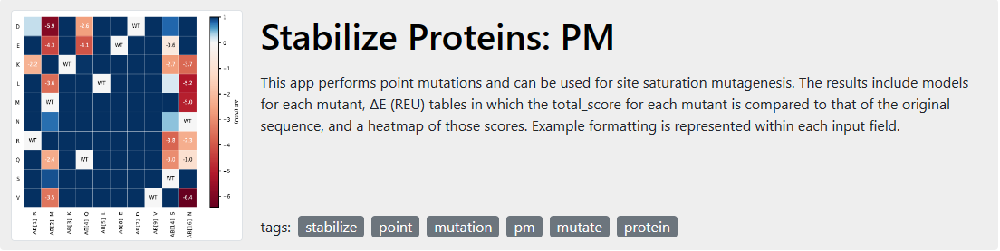 Stabilize Proteins: PM
This app performs point mutations and can be used for site saturation mutagenesis. The results include models
for each mutant, ΔE (REU) tables in which the total_score for each mutant is compared to that of the original
sequence, and a heatmap of those scores. Example formatting is represented within each input field.
tags: stabilize point mutation pm mutate protein
D -5.9 -2.6 WT
E -4.3 -4.1 WT -0.6
K -2.2 WT -2.7 -3.7
L -3.6 WT -5.2
M WT -5.0
N WT
R WT -3.8 -3.3
Q -2.4 WT -3.0 -1.0
S WT
V -3.5 WT -6.4
1
0
−1
−2
−3
−4
−5
−6
AB[1] R
AB[2] M
AB[3] K
AB[4] Q
AB[5] L
AB[6] E
AB[7] D
AB[9] V
AB[14] S
AB[16] N